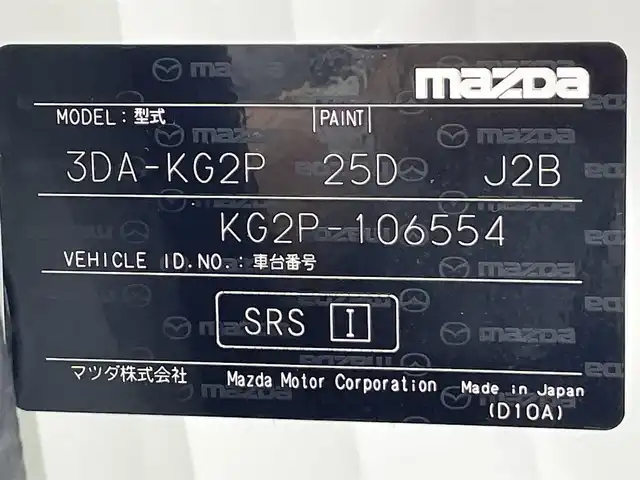 mazda
MODEL: 型式 PAINT
3DA-KG2P 25D J2B
KG2P-106554
VEHICLE ID.NO.: 車台番号
SRS I
マツダ株式会社 Mazda Motor Corporation Made in Japan
(D10A)